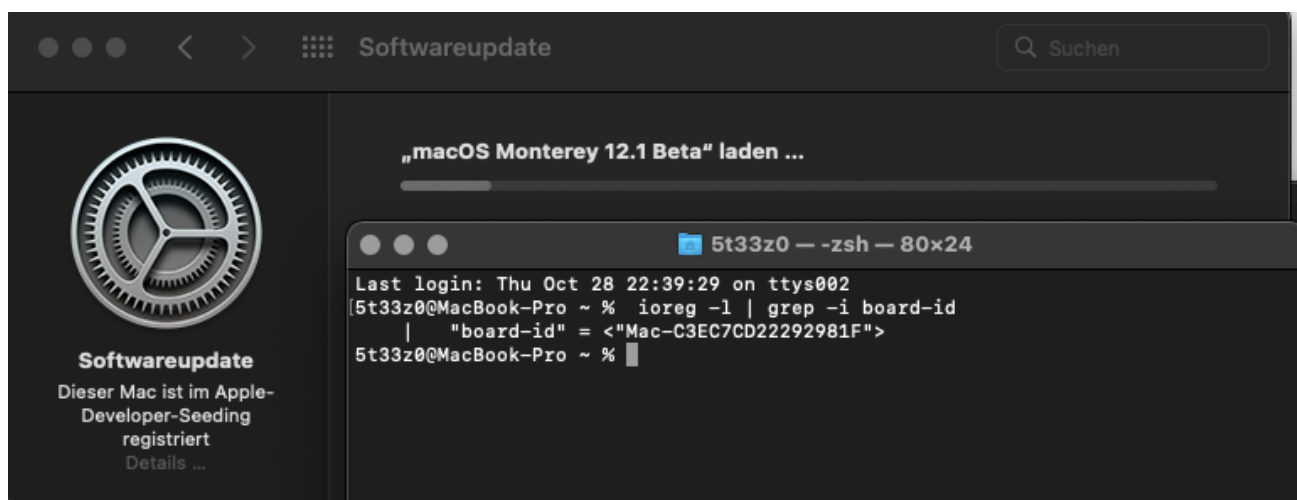 Softwareupdate
Suchen
„macOS Monterey 12.1 Beta“ laden ...
5t33z0 — -zsh — 80×24
Last login: Thu Oct 28 22:39:29 on ttys002
[5t33z0@MacBook-Pro ~ %  ioreg -l | grep -i board-id
    |   "board-id" = <"Mac-C3EC7CD22292981F">
5t33z0@MacBook-Pro ~ %
Softwareupdate
Dieser Mac ist im Apple-
Developer-Seeding
registriert
Details ...